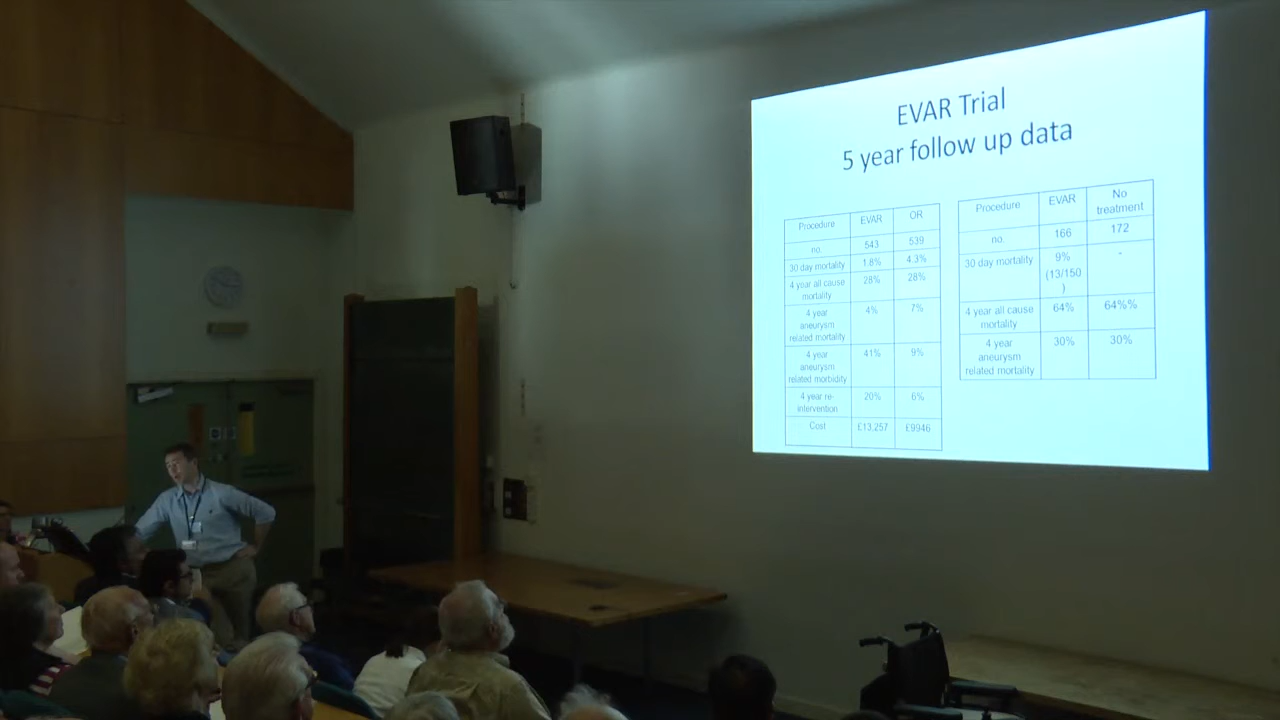 EVAR Trial
5 year follow up data
Procedure EVAR OR
no. 543 539
30 day mortality 1.8% 4.3%
4 year all cause 28% 28%
mortality
4 year 4% 7%
aneurysm
related mortality
4 year 41% 9%
aneurysm
related morbidity
4 year re- 20% 6%
intervention
Cost £13,257 £9946
Procedure EVAR No
treatment
no. 166 172
30 day mortality 9% -
(13/150
)
4 year all cause 64% 64%%
mortality
4 year 30% 30%
aneurysm
related mortality